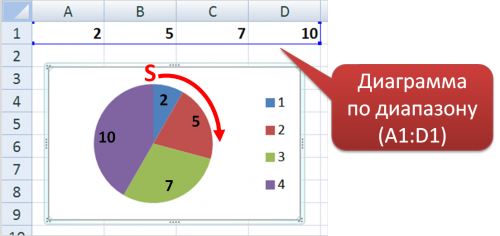 A B C D
1 2 5 7 10
2
3 S
4 2 1
5 5 2
6 10
7 3
8 7 4
9
10
Диаграмма
по диапазону
(A1:D1)